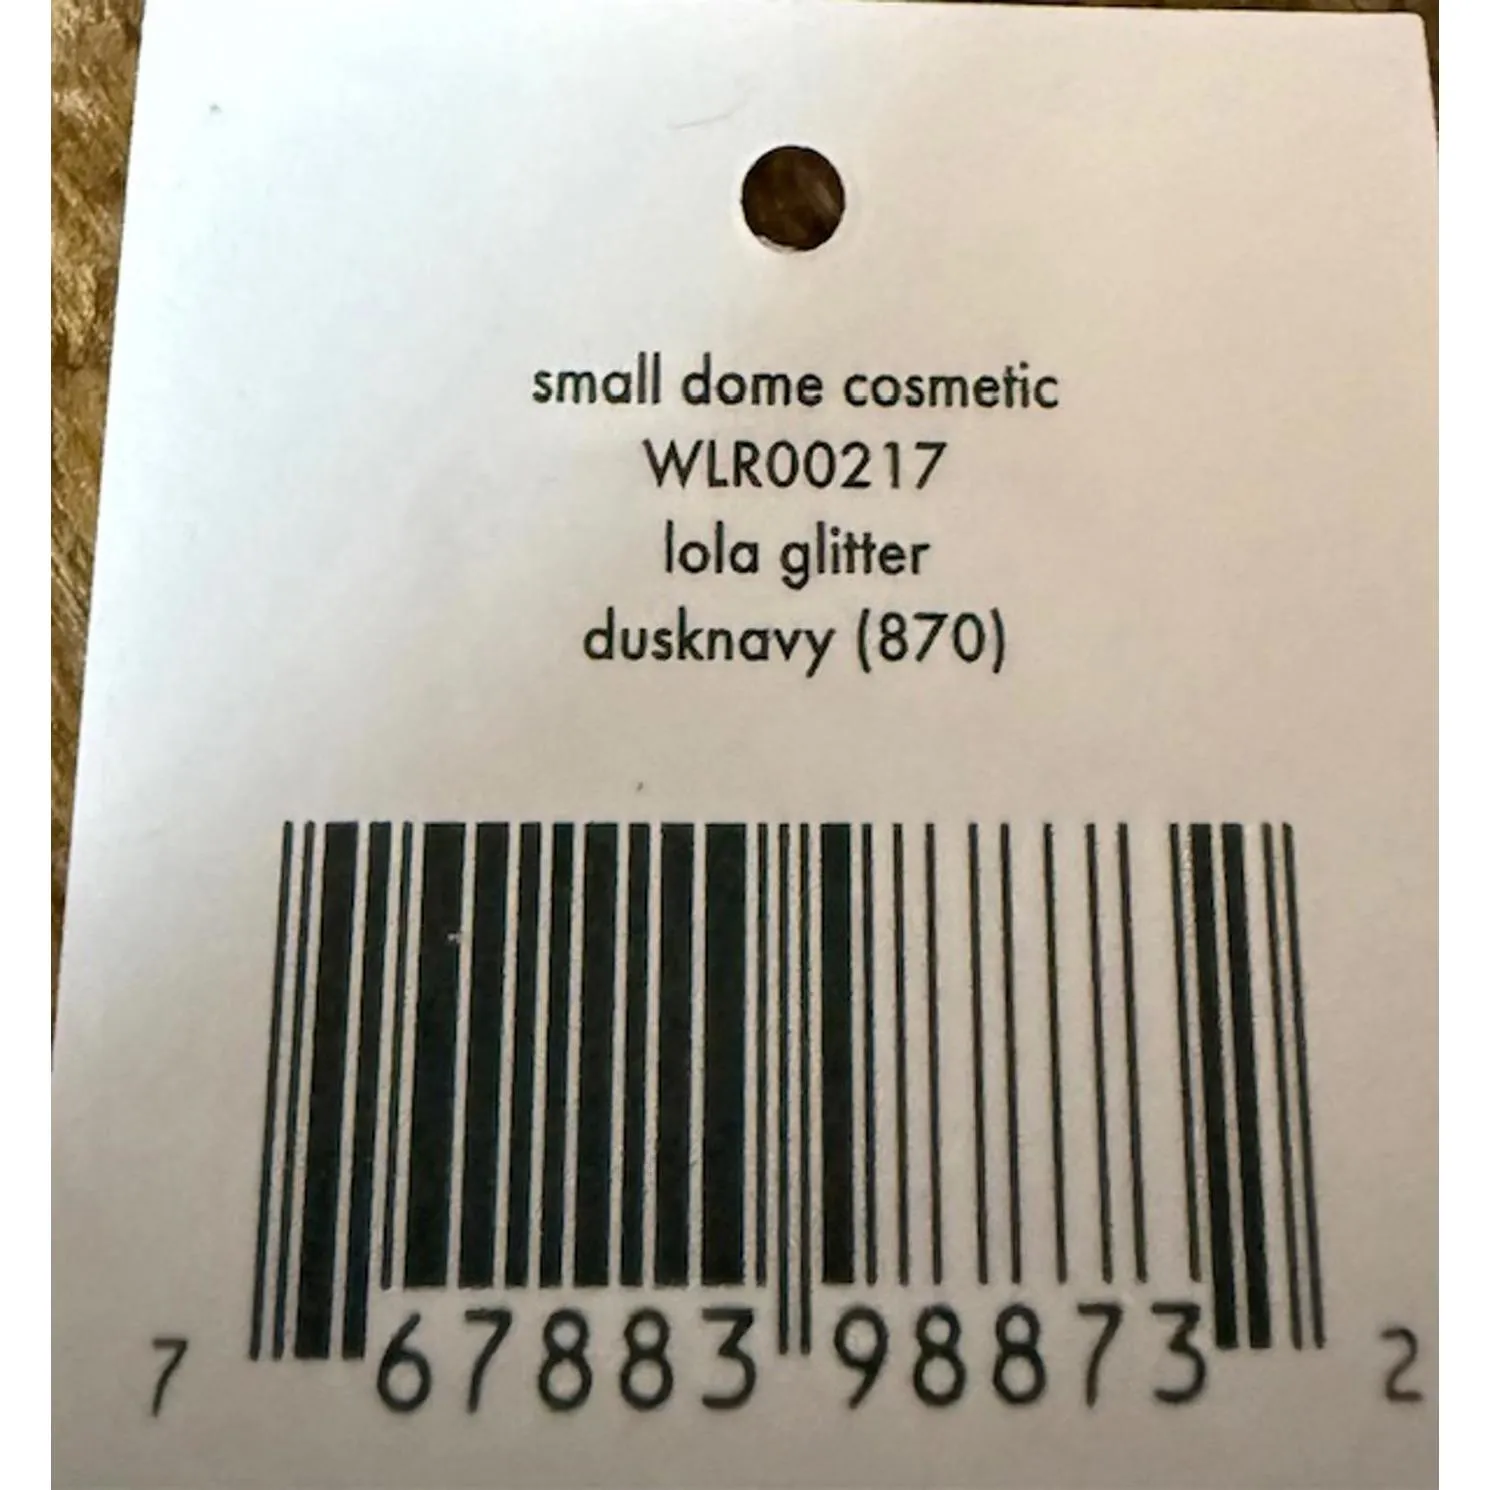 small dome cosmetic
WLR00217
lola glitter
dusknavy (870)
7 67883 98873 2